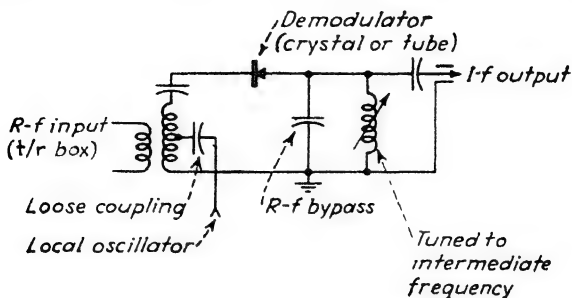 Demodulator
(crystal or tube)
I-f output
R-f input
(t/r box)
Loose coupling
R-f bypass
Local oscillator
Tuned to
intermediate
frequency